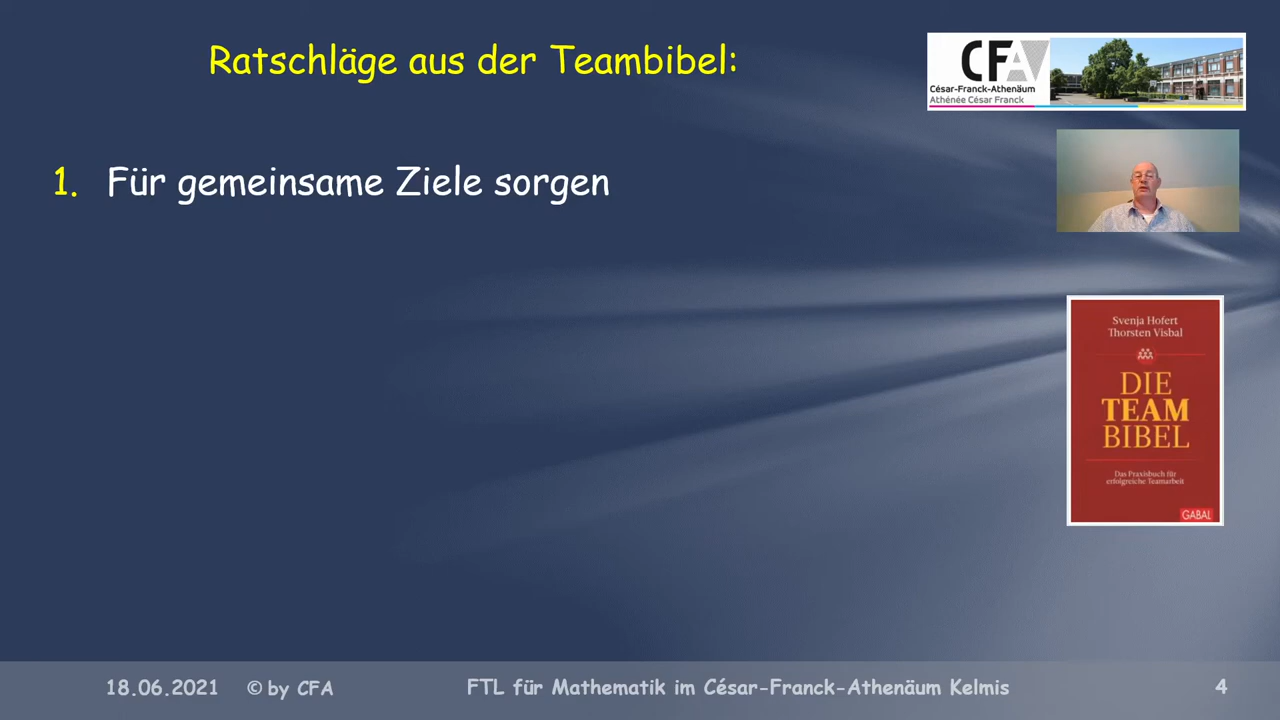 Ratschläge aus der Teambibel:
CFA
César-Franck-Athenäum
Athénée César Franck
1. Für gemeinsame Ziele sorgen
Svenja Hofert
Thorsten Visbal
DIE
TEAM
BIBEL
Das Praxisbuch für
erfolgreiche Teamarbeit
GABAL
18.06.2021 © by CFA FTL für Mathematik im César-Franck-Athenäum Kelmis 4